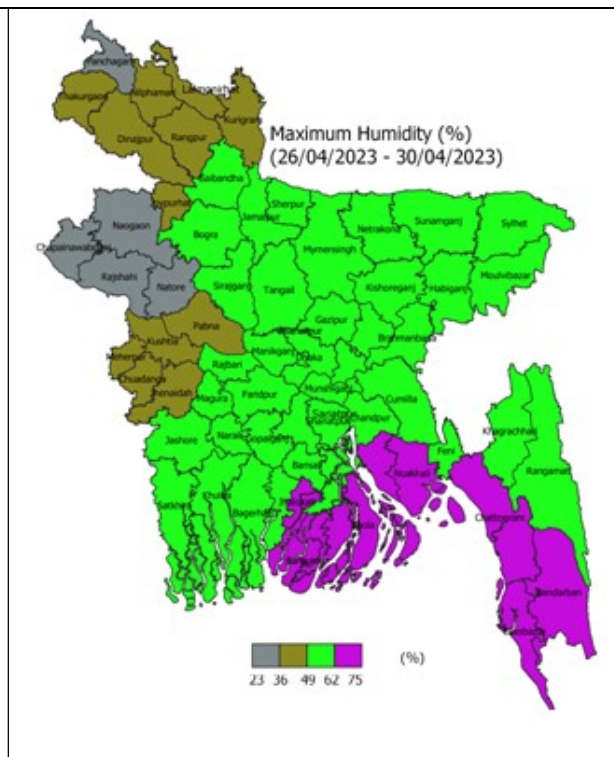 Panchagarh
Thakurgaon
Nilphamari
Lalmonirhat
Kurigram
Dinajpur
Rangpur
Maximum Humidity (%)
(26/04/2023 - 30/04/2023)
Gaibandha
Joypurhat
Sherpur
Jamalpur
Naogaon
Bogra
Netrakona
Sunamganj
Sylhet
Mymensingh
Chapainawabganj
Rajshahi
Natore
Sirajganj
Tangail
Kishoreganj
Habiganj
Moulvibazar
Pabna
Gazipur
Kushtia
Meherpur
Manikganj
Dhaka
Brahmanbaria
Rajbari
Chuadanga
Jhenaidah
Magura
Faridpur
Munshiganj
Cumilla
Chandpur
Khagrachhari
Jashore
Narail
Gopalganj
Feni
Rangamati
Barisal
Noakhali
Satkhira
Khulna
Bagerhat
Bhola
Chattogram
Bandarban
(%)
23 36 49 62 75